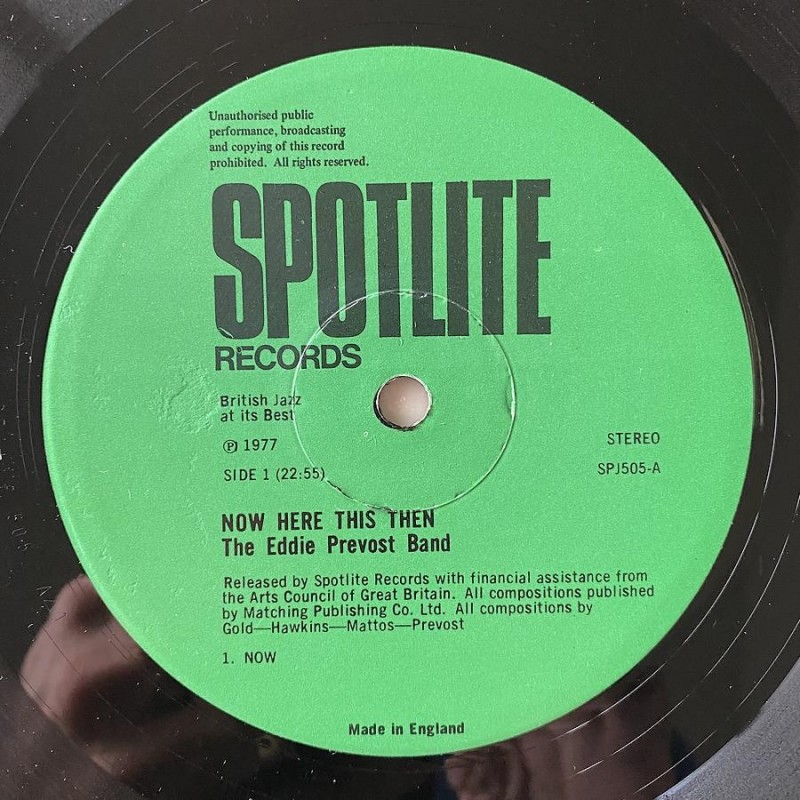 Unauthorised public
performance, broadcasting
and copying of this record
prohibited. All rights reserved.
SPOTLITE
RECORDS
British Jazz
at its Best
Ⓟ 1977
SIDE 1 (22:55)
STEREO
SPJ505-A
NOW HERE THIS THEN
The Eddie Prevost Band
Released by Spotlite Records with financial assistance from
the Arts Council of Great Britain. All compositions published
by Matching Publishing Co. Ltd. All compositions by
Gold—Hawkins—Mattos—Prevost
1. NOW
Made in England